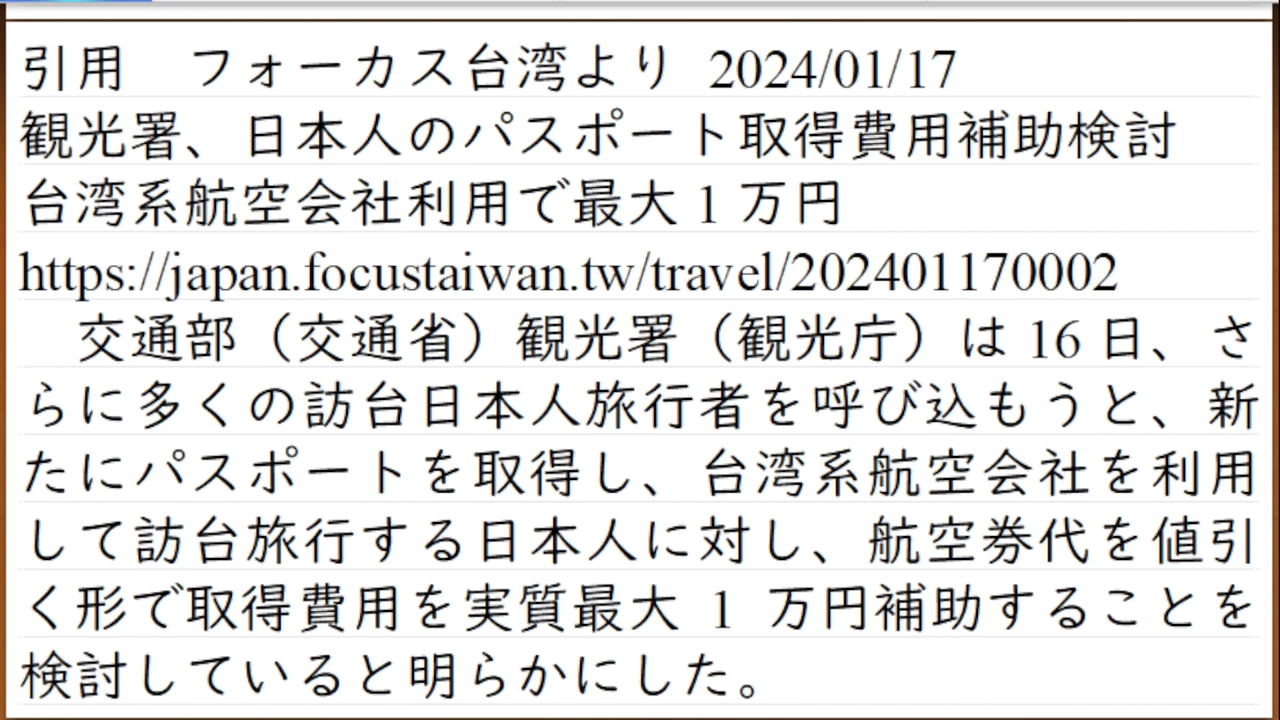 引用　フォーカス台湾より 2024/01/17
観光署、日本人のパスポート取得費用補助検討
台湾系航空会社利用で最大 1 万円
https://japan.focustaiwan.tw/travel/202401170002
　交通部（交通省）観光署（観光庁）は 16 日、さ
らに多くの訪台日本人旅行者を呼び込もうと、新
たにパスポートを取得し、台湾系航空会社を利用
して訪台旅行する日本人に対し、航空券代を値引
く形で取得費用を実質最大 1 万円補助することを
検討していると明らかにした。